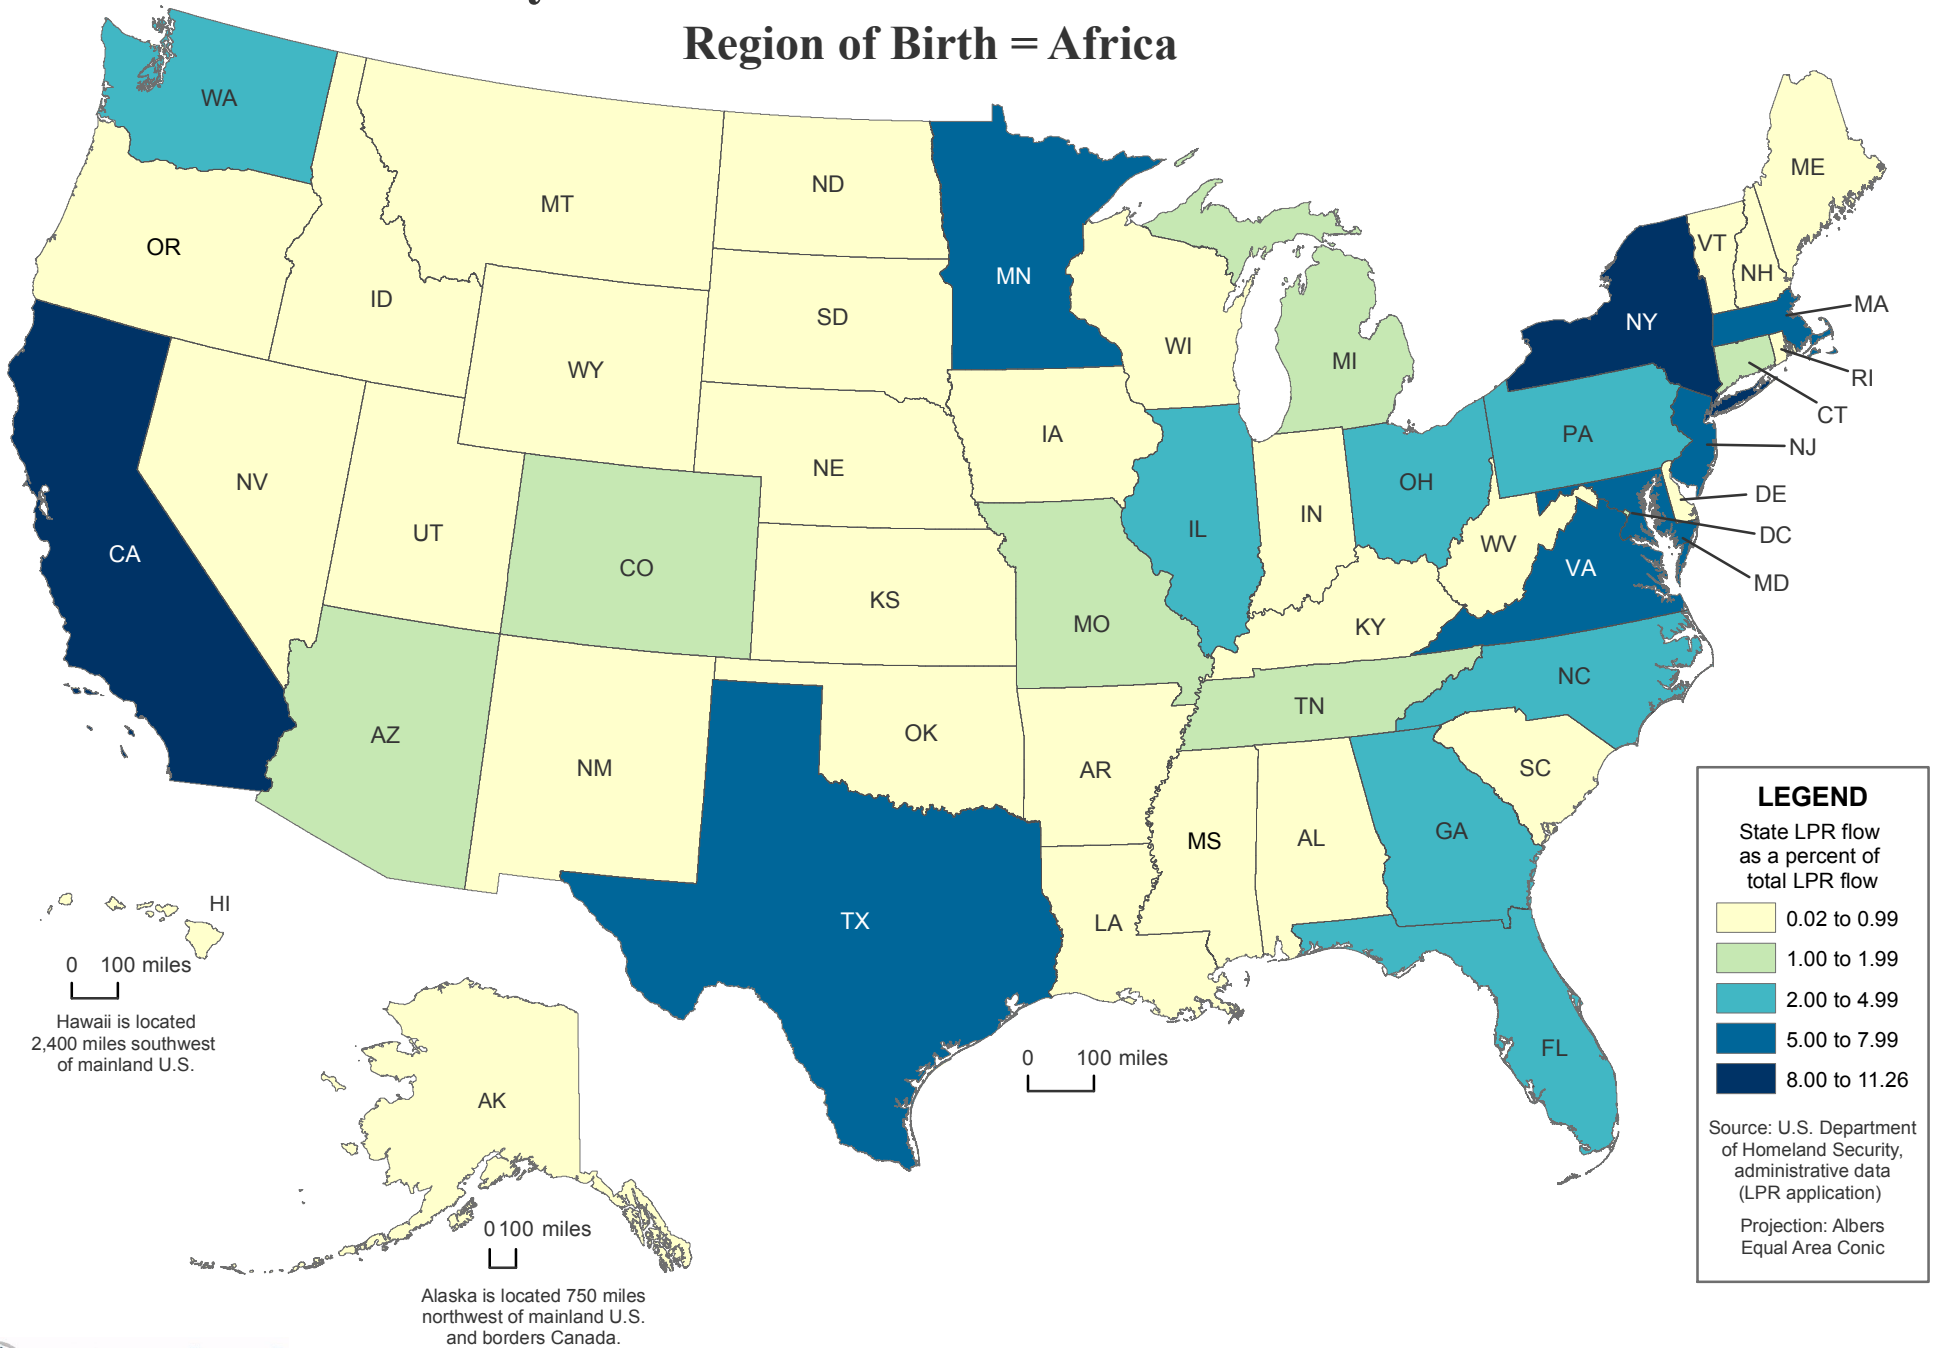 Region of Birth = Africa
WA
OR
CA
ID
NV
MT
WY
UT
AZ
CO
NM
ND
SD
NE
KS
OK
TX
MN
IA
MO
AR
LA
WI
IL
MI
IN
OH
KY
TN
MS
AL
GA
FL
SC
NC
VA
WV
PA
NY
VT
NH
ME
MA
RI
CT
NJ
DE
DC
MD
HI
0 100 miles
Hawaii is located
2,400 miles southwest
of mainland U.S.
AK
0 100 miles
Alaska is located 750 miles
northwest of mainland U.S.
and borders Canada.
0 100 miles
LEGEND
State LPR flow
as a percent of
total LPR flow
0.02 to 0.99
1.00 to 1.99
2.00 to 4.99
5.00 to 7.99
8.00 to 11.26
Source: U.S. Department
of Homeland Security,
administrative data
(LPR application)
Projection: Albers
Equal Area Conic